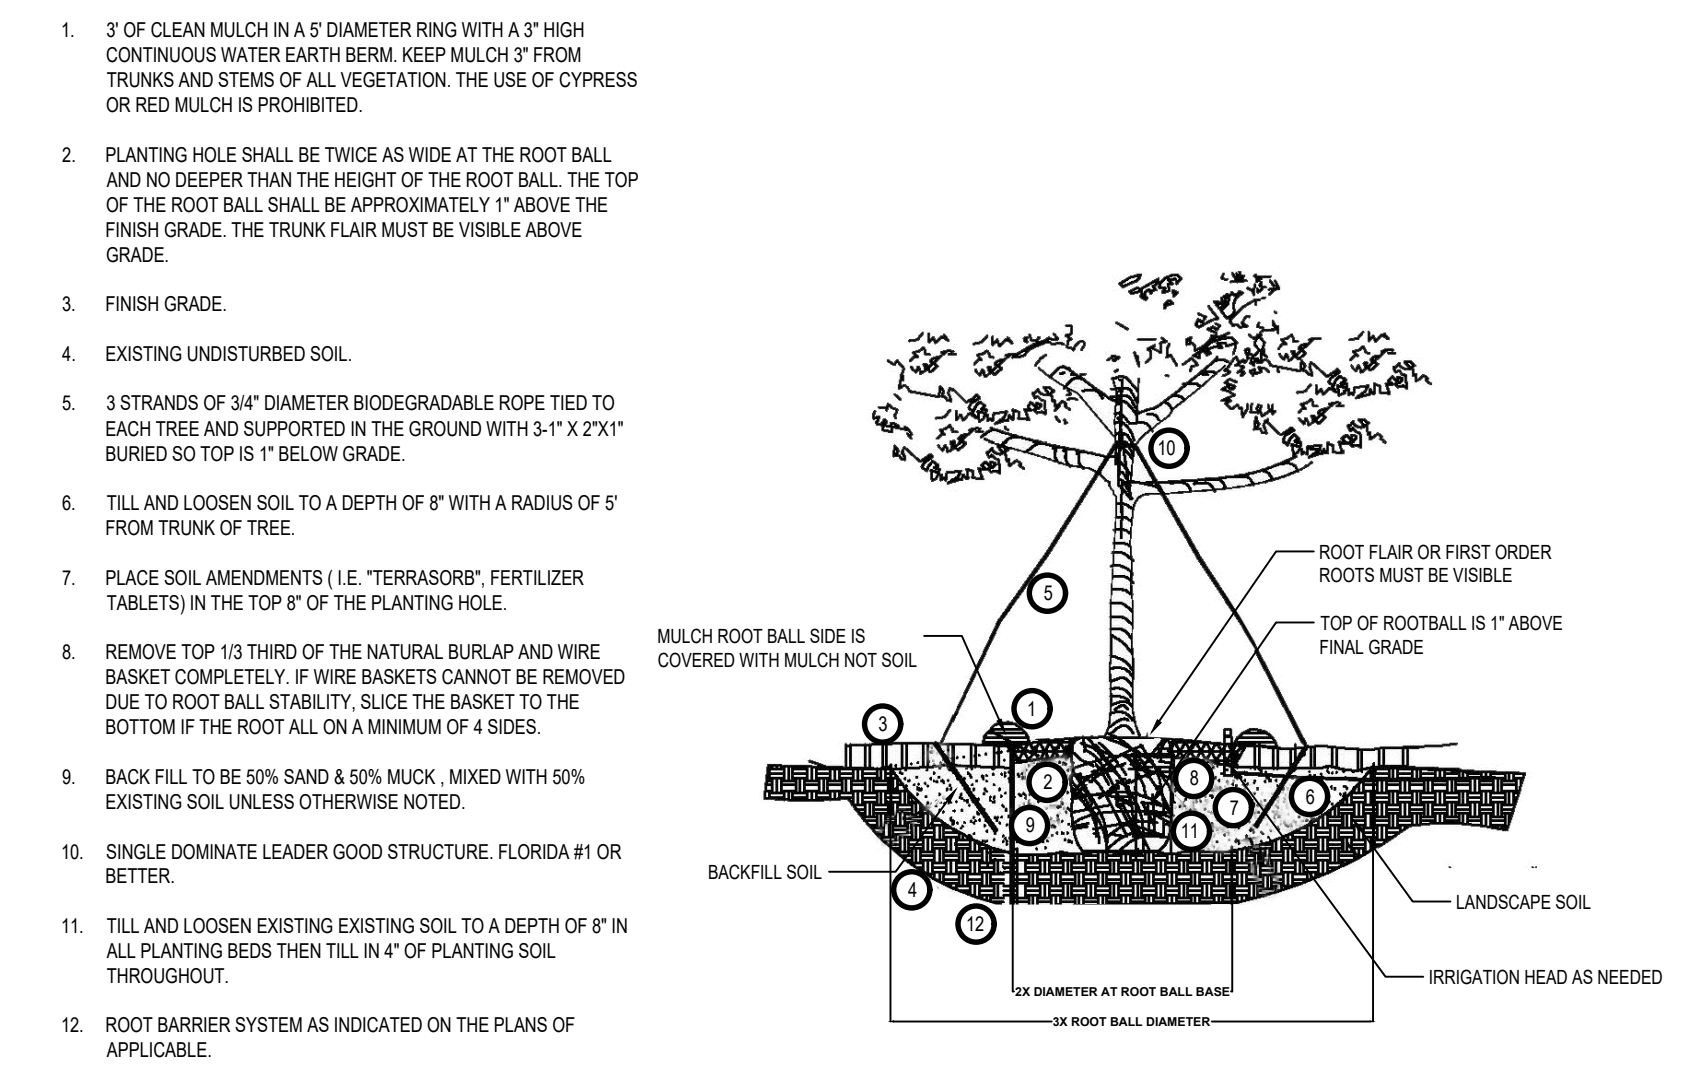 1. 3' OF CLEAN MULCH IN A 5' DIAMETER RING WITH A 3" HIGH
CONTINUOUS WATER EARTH BERM. KEEP MULCH 3" FROM
TRUNKS AND STEMS OF ALL VEGETATION. THE USE OF CYPRESS
OR RED MULCH IS PROHIBITED.
2. PLANTING HOLE SHALL BE TWICE AS WIDE AT THE ROOT BALL
AND NO DEEPER THAN THE HEIGHT OF THE ROOT BALL. THE TOP
OF THE ROOT BALL SHALL BE APPROXIMATELY 1" ABOVE THE
FINISH GRADE. THE TRUNK FLAIR MUST BE VISIBLE ABOVE
GRADE.
3. FINISH GRADE.
4. EXISTING UNDISTURBED SOIL.
5. 3 STRANDS OF 3/4" DIAMETER BIODEGRADABLE ROPE TIED TO
EACH TREE AND SUPPORTED IN THE GROUND WITH 3-1" X 2"X1"
BURIED SO TOP IS 1" BELOW GRADE.
6. TILL AND LOOSEN SOIL TO A DEPTH OF 8" WITH A RADIUS OF 5'
FROM TRUNK OF TREE.
7. PLACE SOIL AMENDMENTS ( I.E. "TERRASORB", FERTILIZER
TABLETS) IN THE TOP 8" OF THE PLANTING HOLE.
8. REMOVE TOP 1/3 THIRD OF THE NATURAL BURLAP AND WIRE
BASKET COMPLETELY. IF WIRE BASKETS CANNOT BE REMOVED
DUE TO ROOT BALL STABILITY, SLICE THE BASKET TO THE
BOTTOM IF THE ROOT ALL ON A MINIMUM OF 4 SIDES.
9. BACK FILL TO BE 50% SAND & 50% MUCK , MIXED WITH 50%
EXISTING SOIL UNLESS OTHERWISE NOTED.
10. SINGLE DOMINATE LEADER GOOD STRUCTURE. FLORIDA #1 OR
BETTER.
11. TILL AND LOOSEN EXISTING EXISTING SOIL TO A DEPTH OF 8" IN
ALL PLANTING BEDS THEN TILL IN 4" OF PLANTING SOIL
THROUGHOUT.
12. ROOT BARRIER SYSTEM AS INDICATED ON THE PLANS OF
APPLICABLE.
10
ROOT FLAIR OR FIRST ORDER
ROOTS MUST BE VISIBLE
5
TOP OF ROOTBALL IS 1" ABOVE
FINAL GRADE
MULCH ROOT BALL SIDE IS
COVERED WITH MULCH NOT SOIL
1
3
2
8
6
7
9
11
BACKFILL SOIL
4
LANDSCAPE SOIL
12
IRRIGATION HEAD AS NEEDED
2X DIAMETER AT ROOT BALL BASE
3X ROOT BALL DIAMETER